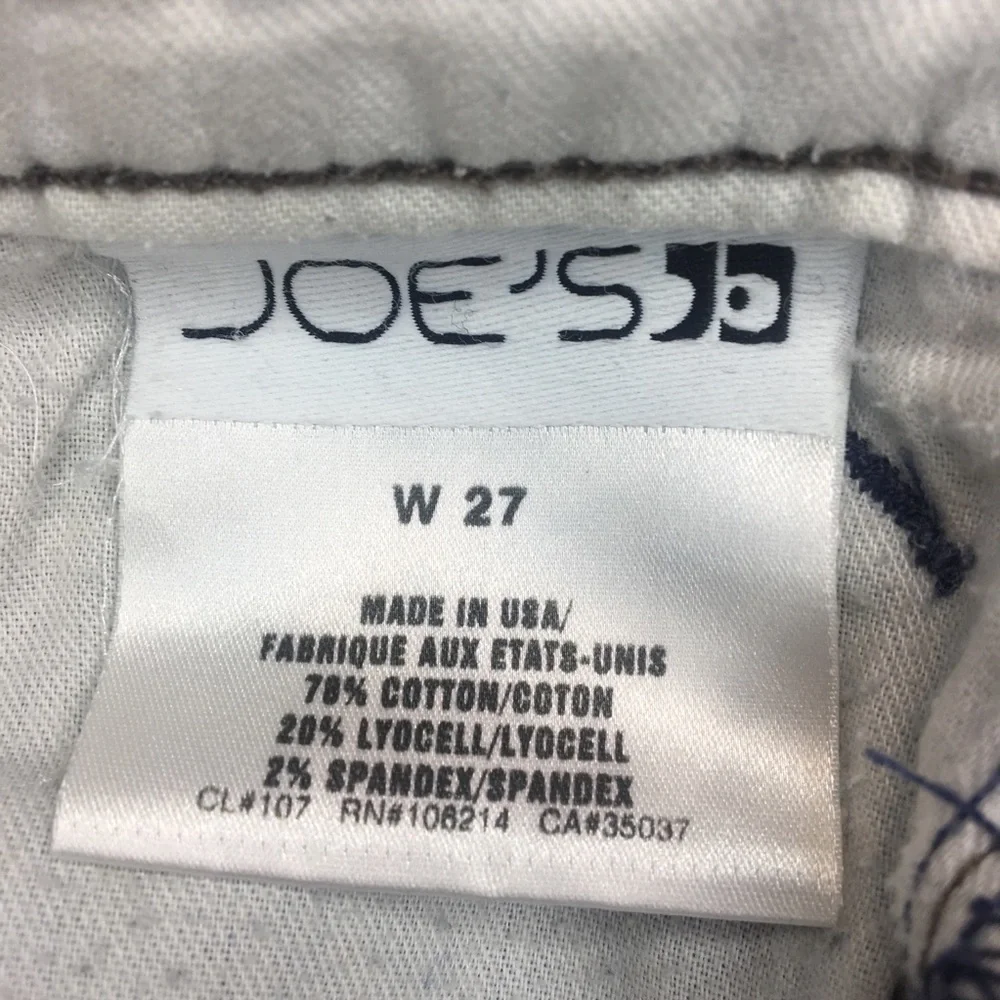 JOE'S
W 27
MADE IN USA/
FABRIQUE AUX ETATS-UNIS
78% COTTON/COTON
20% LYOCELL/LYOCELL
2% SPANDEX/SPANDEX
CL#107 RN#106214 CA#35037